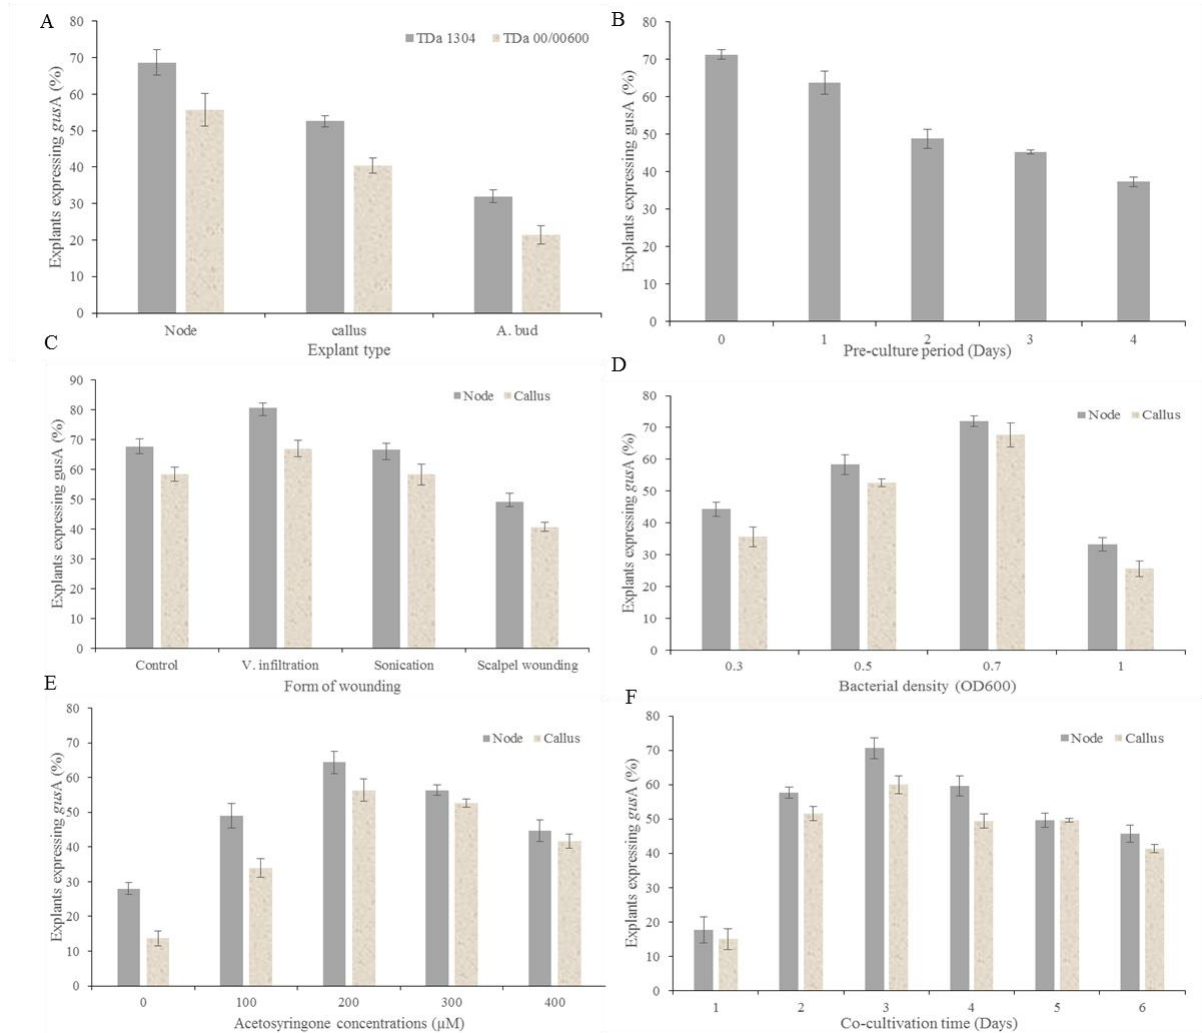 A
Explants expressing gusA (%)
80
70
60
50
40
30
20
10
0
TDa 1304 TDa 00/00600
Node callus A. bud
Explant type
B
Explants expressing gusA (%)
80
70
60
50
40
30
20
10
0
0 1 2 3 4
Pre-culture period (Days)
C
Explants expressing gusA (%)
90
80
70
60
50
40
30
20
10
0
Node Callus
Control V. infiltration Sonication Scalpel wounding
Form of wounding
D
Explants expressing gusA (%)
80
70
60
50
40
30
20
10
0
Node Callus
0.3 0.5 0.7 1
Bacterial density (OD600)
E
Explants expressing gusA (%)
80
70
60
50
40
30
20
10
0
Node Callus
0 100 200 300 400
Acetosyringone concentrations (µM)
F
Explants expressing gusA (%)
80
70
60
50
40
30
20
10
0
Node Callus
1 2 3 4 5 6
Co-cultivation time (Days)